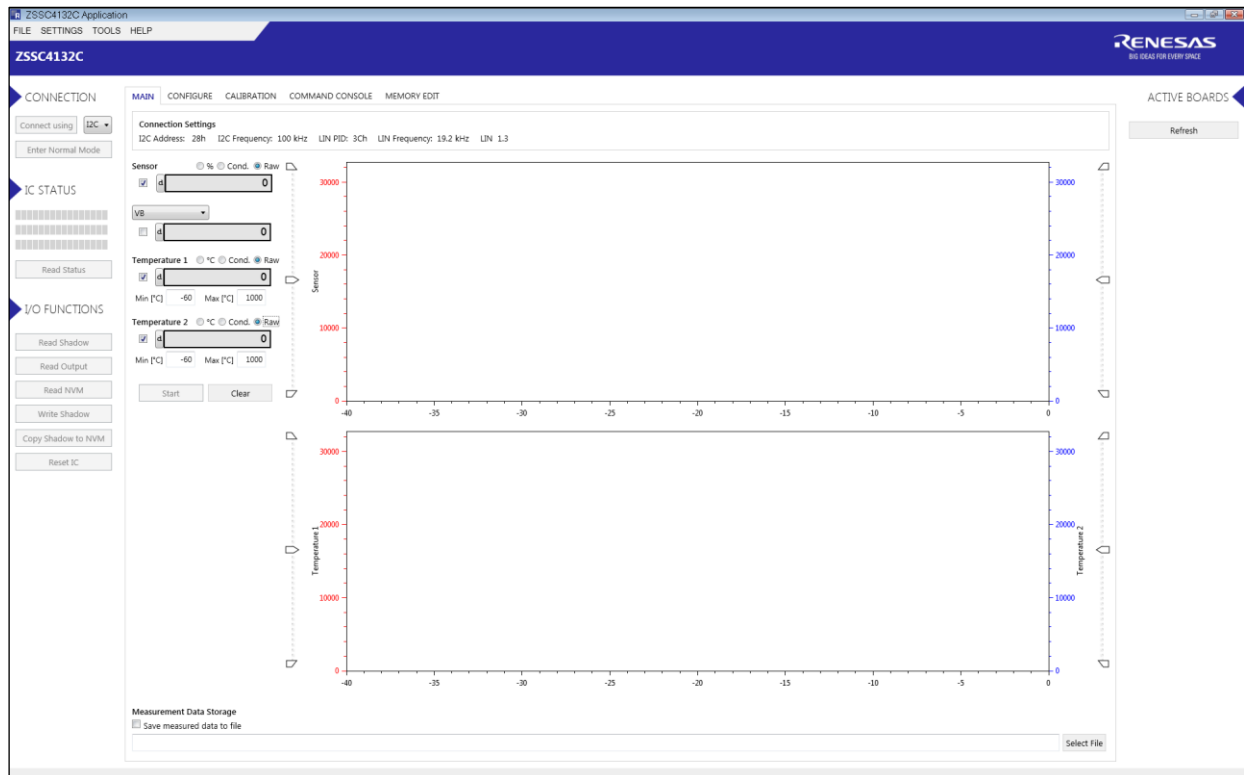 ZSSC4132C Application
FILE SETTINGS TOOLS HELP
RENESAS
BIG IDEAS FOR EVERY SPACE
ZSSC4132C
CONNECTION
Connect using I2C
Enter Normal Mode
IC STATUS
Read Status
I/O FUNCTIONS
Read Shadow
Read Output
Read NVM
Write Shadow
Copy Shadow to NVM
Reset IC
MAIN CONFIGURE CALIBRATION COMMAND CONSOLE MEMORY EDIT
Connection Settings
I2C Address: 28h I2C Frequency: 100 kHz LIN PID: 3Ch LIN Frequency: 19.2 kHz LIN 1.3
Sensor % Cond. Raw
d 0
VB
d 0
Temperature 1 °C Cond. Raw
d 0
Min [°C] -60 Max [°C] 1000
Temperature 2 °C Cond. Raw
d 0
Min [°C] -60 Max [°C] 1000
Start Clear
30000
20000
10000
0
Sensor
30000
20000
10000
0
-40 -35 -30 -25 -20 -15 -10 -5 0
30000
20000
10000
0
Temperature 1
30000
20000
10000
0
Temperature 2
-40 -35 -30 -25 -20 -15 -10 -5 0
Measurement Data Storage
Save measured data to file
Select File
ACTIVE BOARDS
Refresh